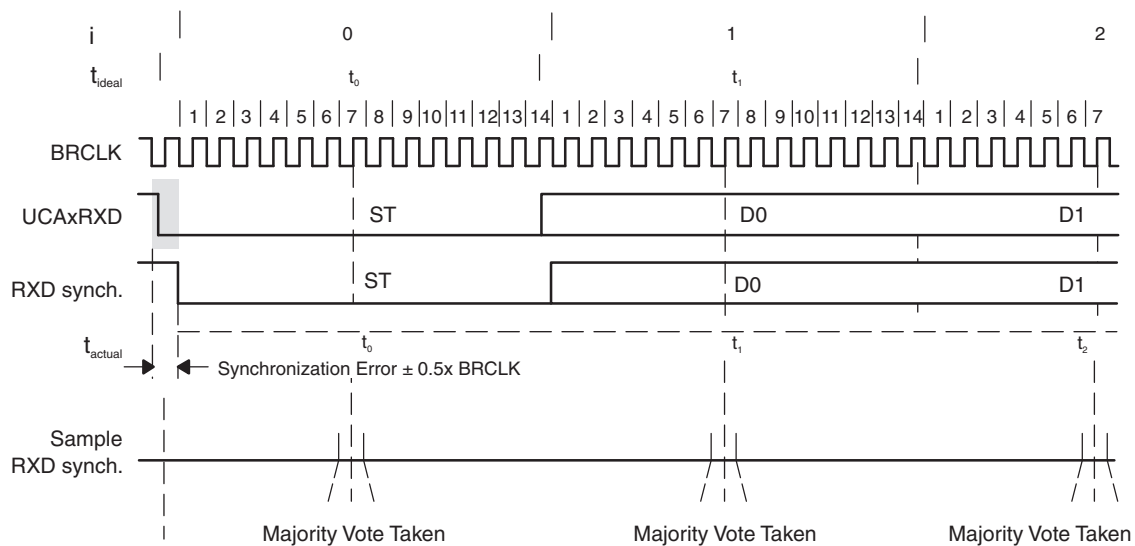 i 0 1 2
tideal t0 t1
1 2 3 4 5 6 7 8 9 10 11 12 13 14 1 2 3 4 5 6 7 8 9 10 11 12 13 14 1 2 3 4 5 6 7
BRCLK
UCAxRXD ST D0 D1
RXD synch. ST D0 D1
tactual t0 t1 t2
Synchronization Error ± 0.5x BRCLK
Sample
RXD synch.
Majority Vote Taken Majority Vote Taken Majority Vote Taken